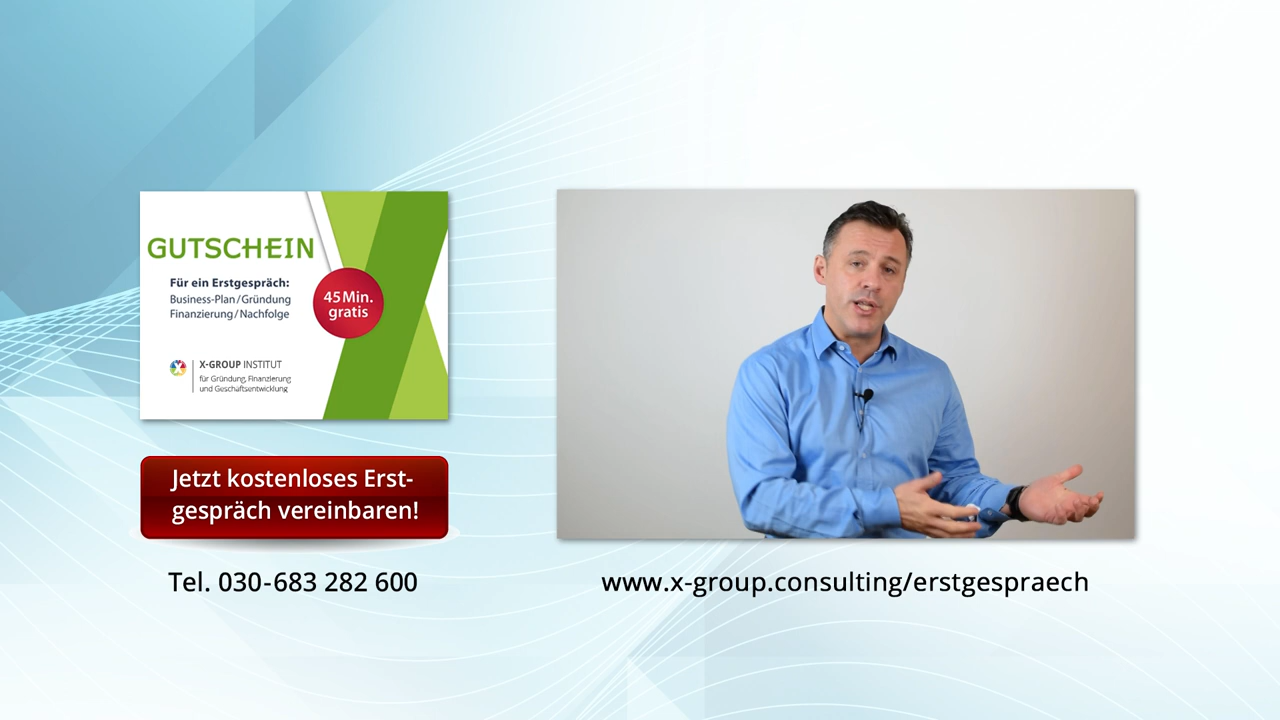 GUTSCHEIN
Für ein Erstgespräch:
Business-Plan/Gründung
Finanzierung/Nachfolge
45 Min.
gratis
X-GROUP INSTITUT
für Gründung, Finanzierung
und Geschäftsentwicklung
Jetzt kostenloses Erst-
gespräch vereinbaren!
Tel. 030-683 282 600
www.x-group.consulting/erstgespraech